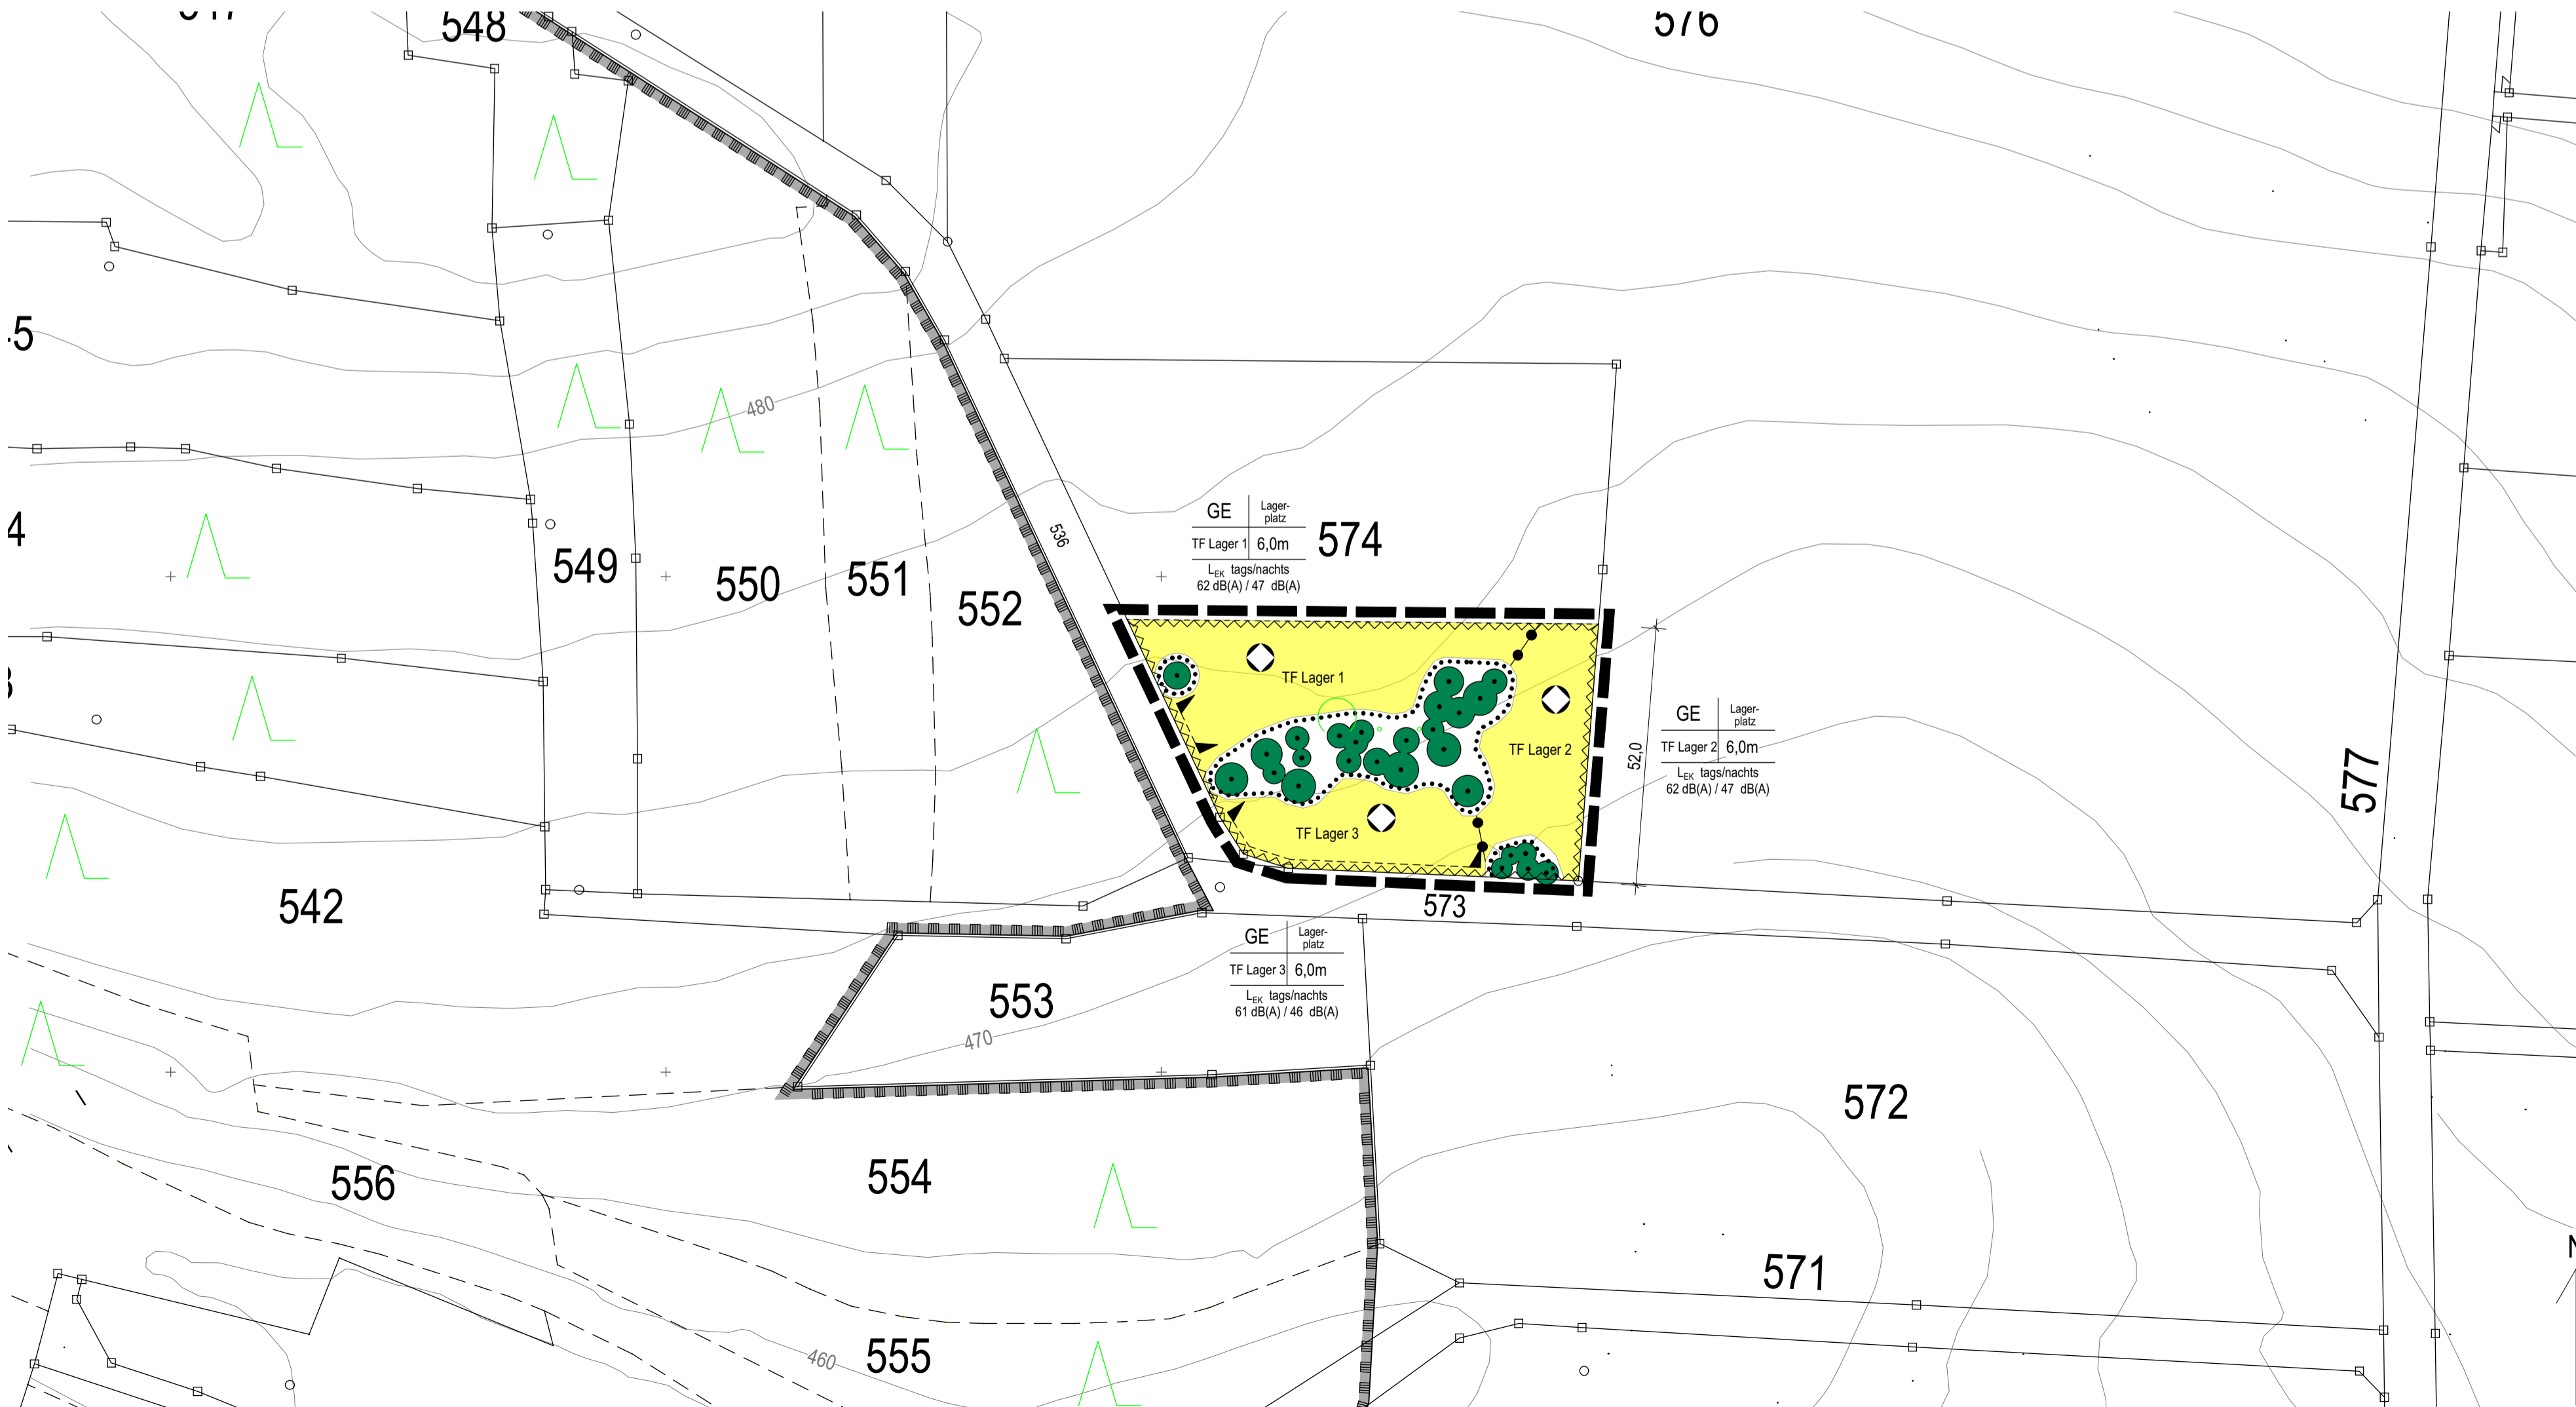 548
576
480
GE Lager-
platz
TF Lager 1 6,0m
LEK tags/nachts
62 dB(A) / 47 dB(A)
574
536
549
550
551
552
TF Lager 1
TF Lager 2
TF Lager 3
52,0
GE Lager-
platz
TF Lager 2 6,0m
LEK tags/nachts
62 dB(A) / 47 dB(A)
577
542
573
GE Lager-
platz
TF Lager 3 6,0m
LEK tags/nachts
61 dB(A) / 46 dB(A)
553
470
572
556
554
571
460
555